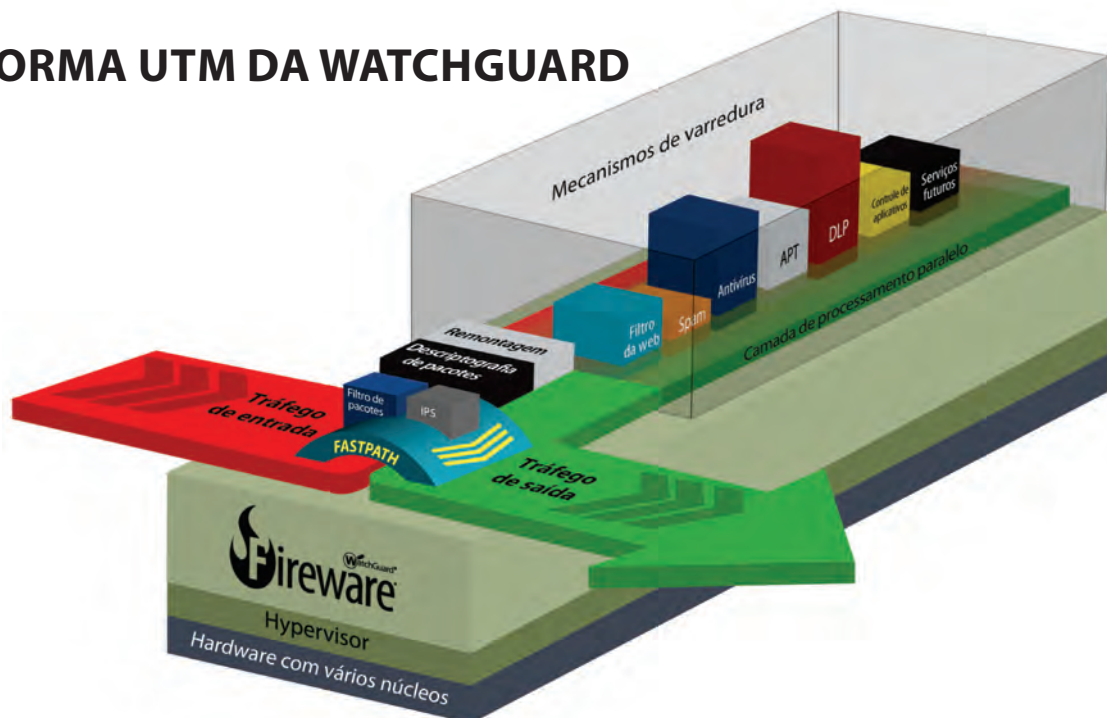 ORMA UTM DA WATCHGUARD
Mecanismos de varredura
Serviços
futuros
Controle de
aplicativos
DLP
APT
Antivírus
Spam
Filtro
da web
Camada de processamento paralelo
Remontagem
Descriptografia
de pacotes
Filtro de
pacotes
IPS
Tráfego
de entrada
FASTPATH
Tráfego
de saída
WatchGuard®
Fireware
Hypervisor
Hardware com vários núcleos